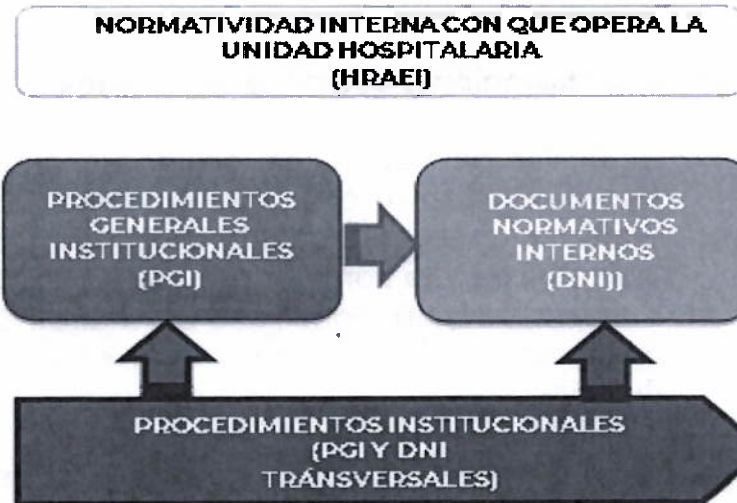 NORMATIVIDAD INTERNA CON QUE OPERA LA
UNIDAD HOSPITALARIA
(HRAEI)
PROCEDIMIENTOS
GENERALES
INSTITUCIONALES
(PGI)
DOCUMENTOS
NORMATIVOS
INTERNOS
(DNI))
PROCEDIMIENTOS INSTITUCIONALES
(PGI Y DNI
TRÁNSVERSALES)